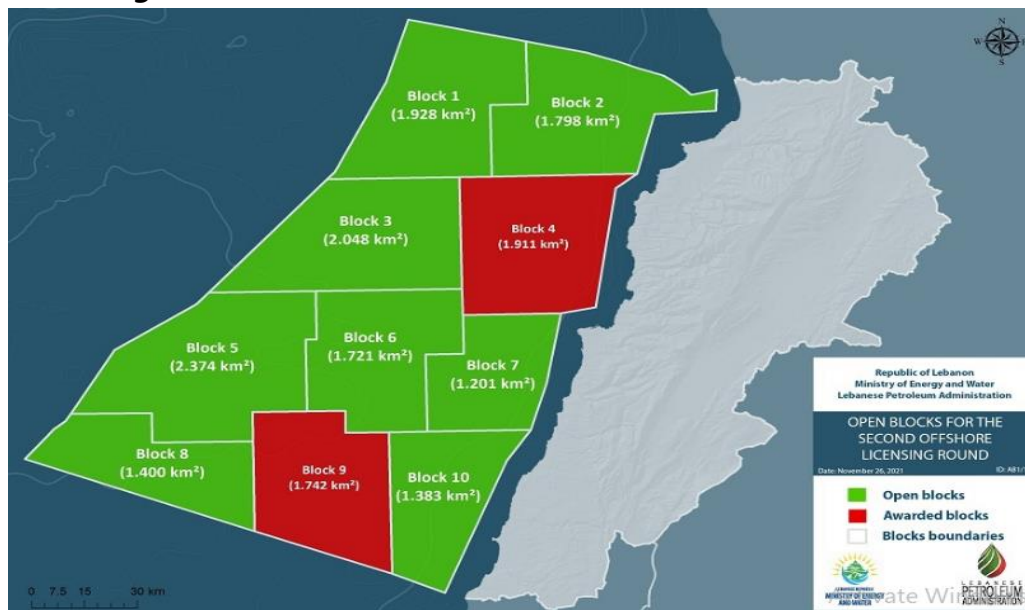 N
W
S
Block 1
(1.928 km²)
Block 2
(1.798 km²)
Block 3
(2.048 km²)
Block 4
(1.911 km²)
Block 5
(2.374 km²)
Block 6
(1.721 km²)
Block 7
(1.201 km²)
Block 8
(1.400 km²)
Block 9
(1.742 km²)
Block 10
(1.383 km²)
Republic of Lebanon
Ministry of Energy and Water
Lebanese Petroleum Administration
OPEN BLOCKS FOR THE
SECOND OFFSHORE
LICENSING ROUND
Date: November 26, 2021
Open blocks
Awarded blocks
Blocks boundaries
0 7.5 15 30 km
MINISTRY OF ENERGY
AND WATER
LEBANESE
PETROLEUM
ADMINISTRATION